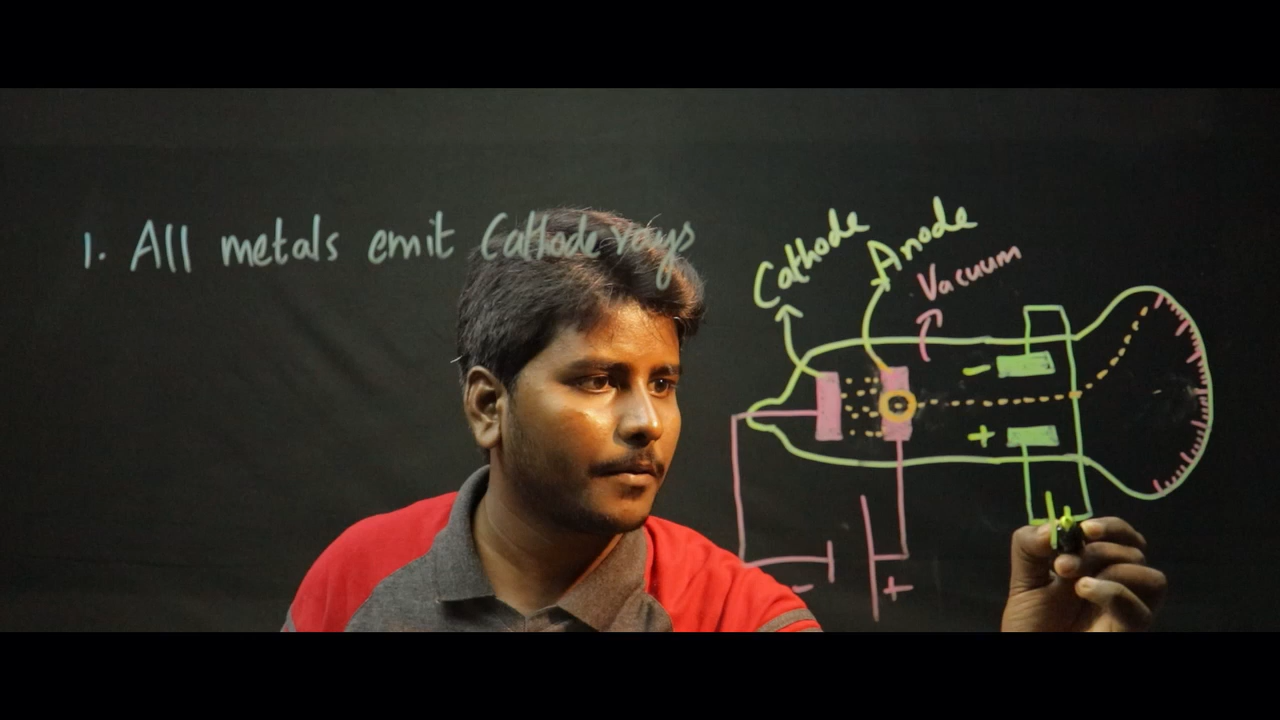 1. All metals emit Cathode rays
Cathode
Anode
Vacuum
-
+
-
+